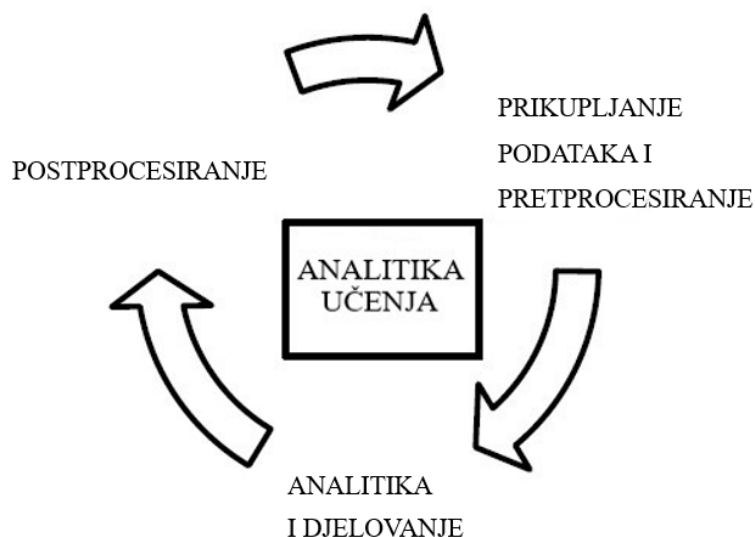 PRIKUPLJANJE
PODATAKA I
PRETPROCESIRANJE
POSTPROCESIRANJE
ANALITIKA
UČENJA
ANALITIKA
I DJELOVANJE